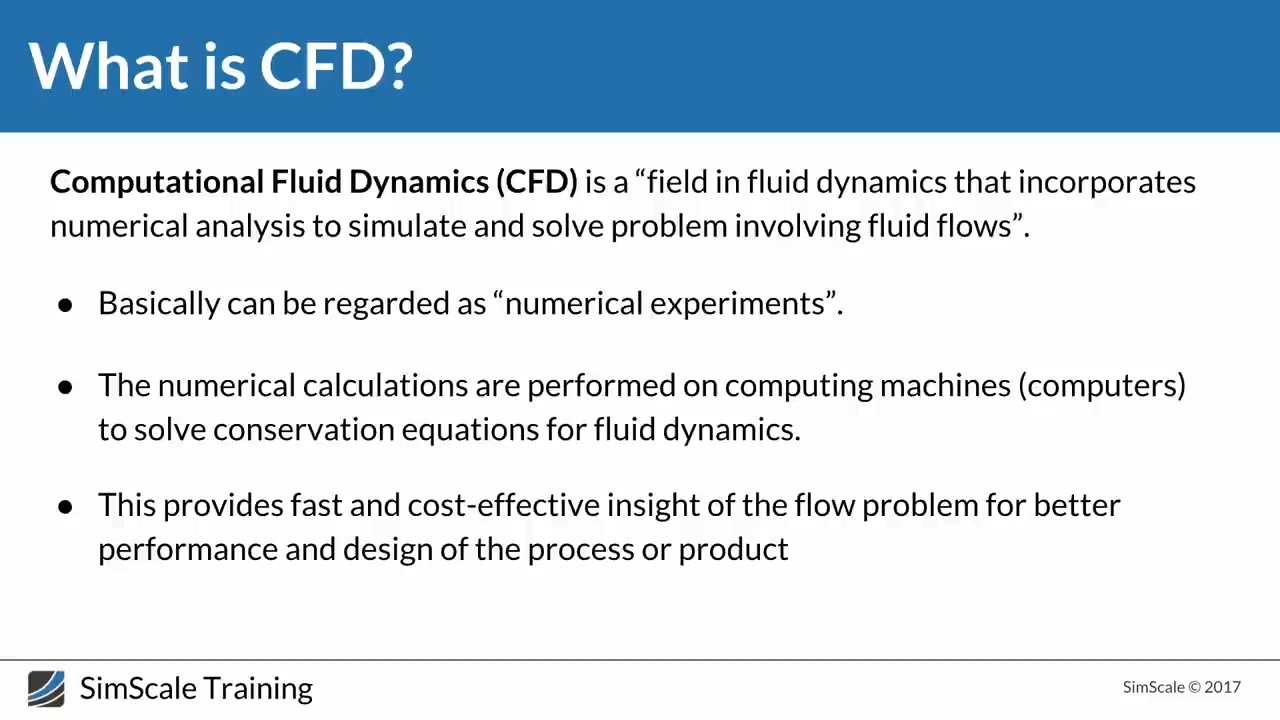 What is CFD?
Computational Fluid Dynamics (CFD) is a “field in fluid dynamics that incorporates
numerical analysis to simulate and solve problem involving fluid flows”.
● Basically can be regarded as “numerical experiments”.
● The numerical calculations are performed on computing machines (computers)
to solve conservation equations for fluid dynamics.
● This provides fast and cost-effective insight of the flow problem for better
performance and design of the process or product
SimScale Training
SimScale © 2017